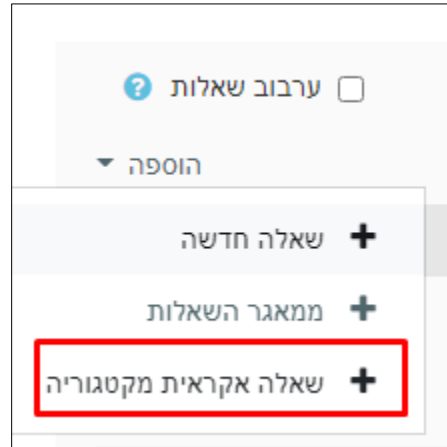 ערבוב שאלות
הוספה
שאלה חדשה
ממאגר השאלות
שאלה אקראית מקטגוריה